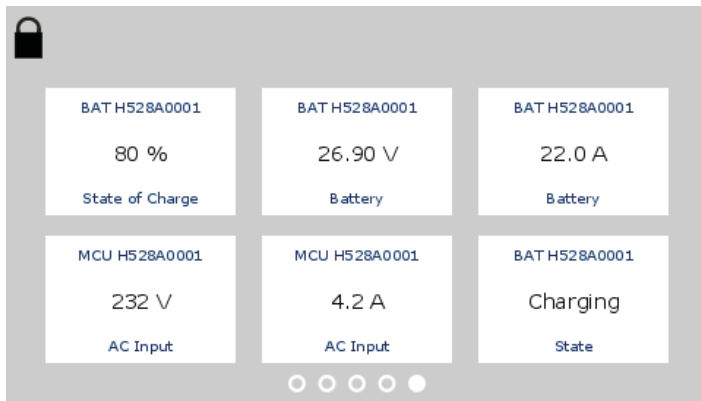 BAT H528A0001
80 %
State of Charge
BAT H528A0001
26.90 V
Battery
BAT H528A0001
22.0 A
Battery
MCU H528A0001
232 V
AC Input
MCU H528A0001
4.2 A
AC Input
BAT H528A0001
Charging
State